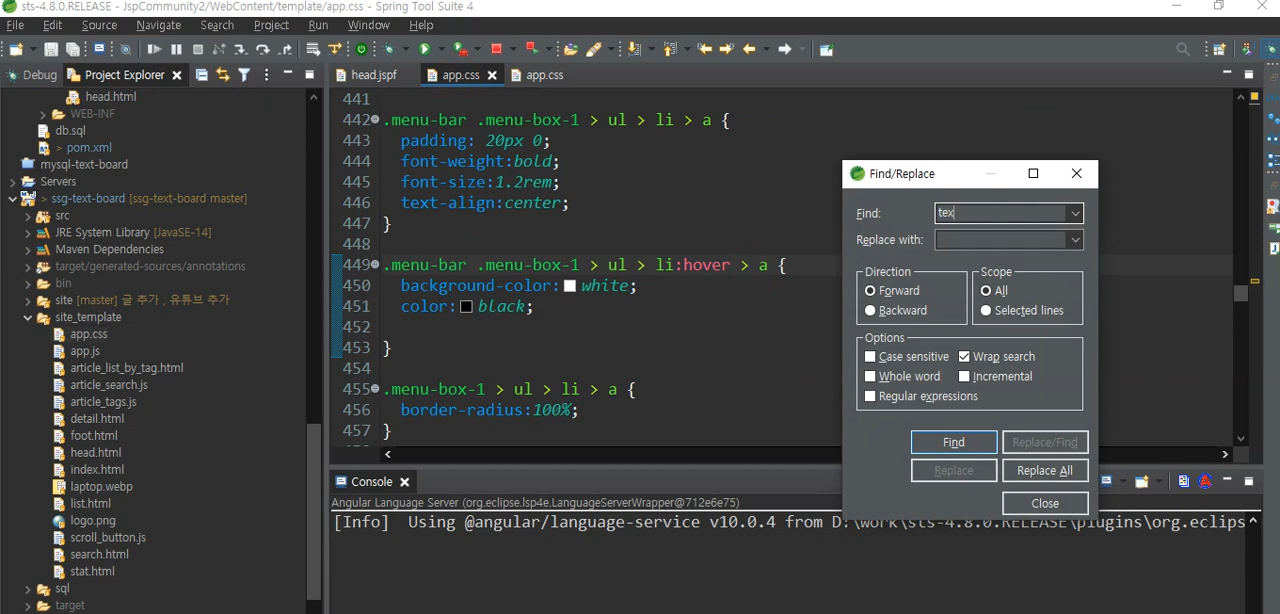 sts-4.8.0.RELEASE - JspCommunity2/WebContent/template/app.css - Spring Tool Suite 4
File Edit Source Navigate Search Project Run Window Help
Debug Project Explorer
head.jspf app.css app.css
head.html
WEB-INF
db.sql
> pom.xml
mysql-text-board
Servers
> ssg-text-board [ssg-text-board master]
src
JRE System Library [JavaSE-14]
Maven Dependencies
target/generated-sources/annotations
bin
site [master] 글 추가 , 유튜브 추가
site_template
app.css
app.js
article_list_by_tag.html
article_search.js
article_tags.js
detail.html
foot.html
head.html
index.html
laptop.webp
list.html
logo.png
scroll_button.js
search.html
stat.html
sql
target
441
442 .menu-bar .menu-box-1 > ul > li > a {
443 padding: 20px 0;
444 font-weight:bold;
445 font-size:1.2rem;
446 text-align:center;
447 }
448
449 .menu-bar .menu-box-1 > ul > li:hover > a {
450 background-color: white;
451 color: black;
452
453 }
454
455 .menu-box-1 > ul > li > a {
456 border-radius:100%;
457 }
Find/Replace
Find: tex
Replace with:
Direction
Forward
Backward
Scope
All
Selected lines
Options
Case sensitive Wrap search
Whole word Incremental
Regular expressions
Find Replace/Find
Replace Replace All
Close
Console
Angular Language Server (org.eclipse.lsp4e.LanguageServerWrapper@712e6e75)
[Info] Using @angular/language-service v10.0.4 from D:\work\sts-4.8.0.RELEASE\plugins\org.eclips